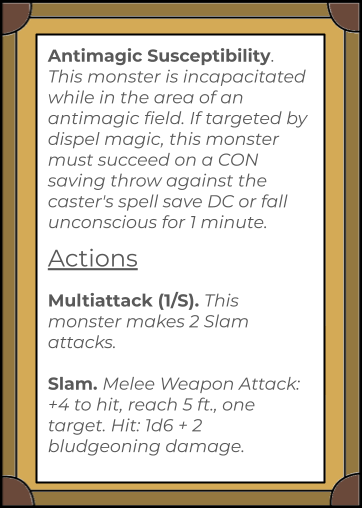 Antimagic Susceptibility.
This monster is incapacitated
while in the area of an
antimagic field. If targeted by
dispel magic, this monster
must succeed on a CON
saving throw against the
caster's spell save DC or fall
unconscious for 1 minute.
Actions
Multiattack (1/S). This
monster makes 2 Slam
attacks.
Slam. Melee Weapon Attack:
+4 to hit, reach 5 ft., one
target. Hit: 1d6 + 2
bludgeoning damage.